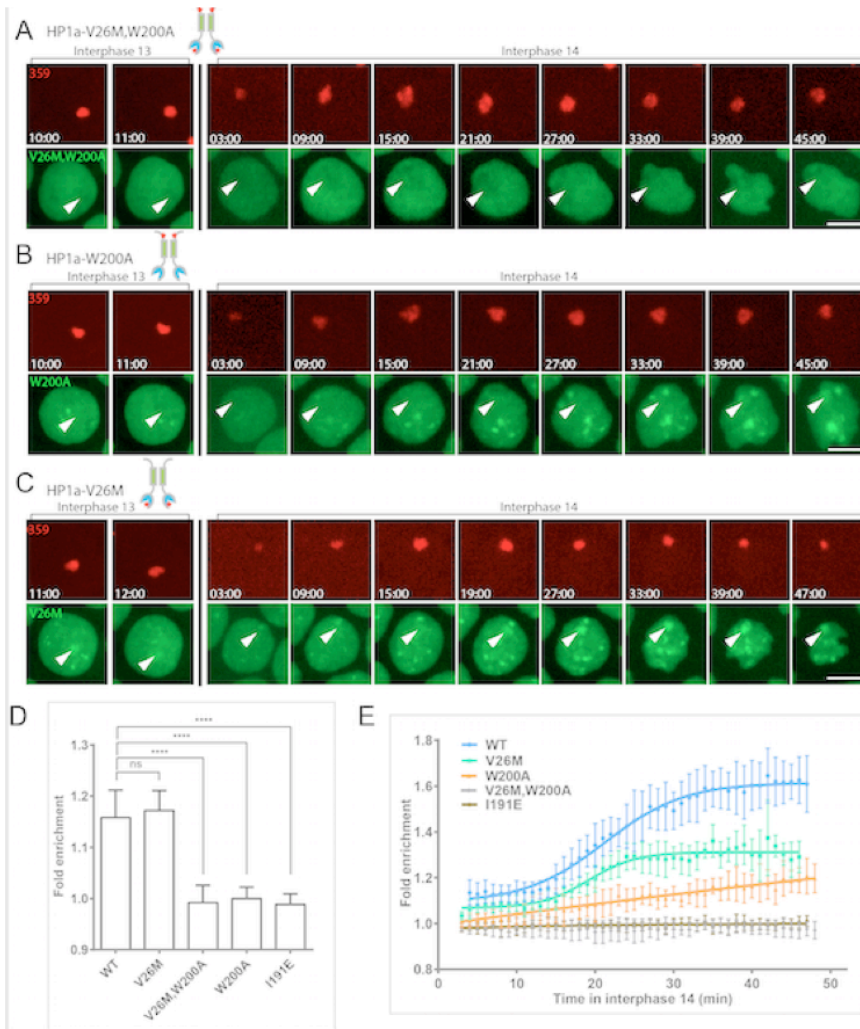 A
HP1a-V26M,W200A
Interphase 13
Interphase 14
359
10:00
11:00
03:00
09:00
15:00
21:00
27:00
33:00
39:00
45:00
V26M,W200A
B
HP1a-W200A
Interphase 13
Interphase 14
359
10:00
11:00
03:00
09:00
15:00
21:00
27:00
33:00
39:00
45:00
W200A
C
HP1a-V26M
Interphase 13
Interphase 14
359
11:00
12:00
03:00
09:00
15:00
19:00
27:00
33:00
39:00
47:00
V26M
D
Fold enrichment
1.3
1.2
1.1
1.0
0.9
****
****
****
ns
WT
V26M
V26M,W200A
W200A
I191E
E
Fold enrichment
1.8
1.6
1.4
1.2
1.0
0.8
WT
V26M
W200A
V26M,W200A
I191E
0
10
20
30
40
50
Time in interphase 14 (min)